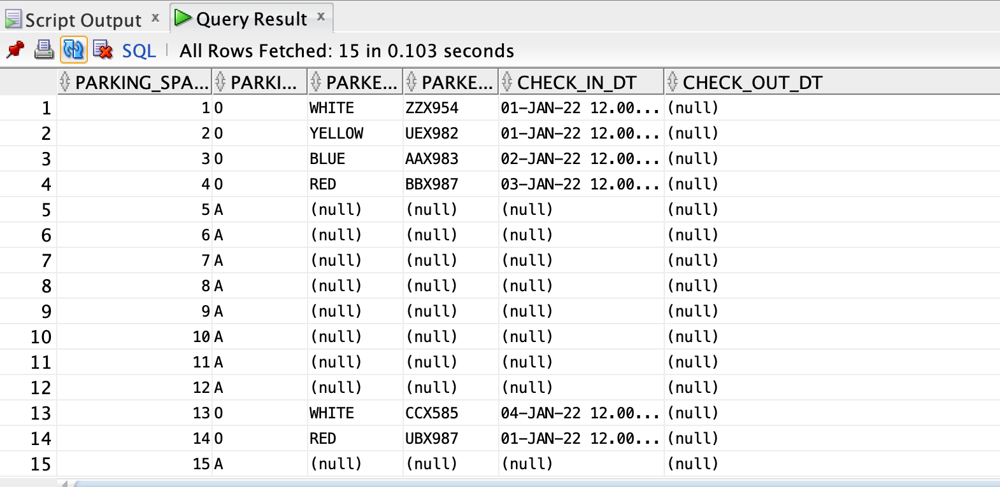 Script Output x Query Result x
SQL All Rows Fetched: 15 in 0.103 seconds
PARKING_SPA... PARKI... PARKE... PARKE... CHECK_IN_DT CHECK_OUT_DT
1 1 O WHITE ZZX954 01-JAN-22 12.00... (null)
2 2 O YELLOW UEX982 01-JAN-22 12.00... (null)
3 3 O BLUE AAX983 02-JAN-22 12.00... (null)
4 4 O RED BBX987 03-JAN-22 12.00... (null)
5 5 A (null) (null) (null) (null)
6 6 A (null) (null) (null) (null)
7 7 A (null) (null) (null) (null)
8 8 A (null) (null) (null) (null)
9 9 A (null) (null) (null) (null)
10 10 A (null) (null) (null) (null)
11 11 A (null) (null) (null) (null)
12 12 A (null) (null) (null) (null)
13 13 O WHITE CCX585 04-JAN-22 12.00... (null)
14 14 O RED UBX987 01-JAN-22 12.00... (null)
15 15 A (null) (null) (null) (null)